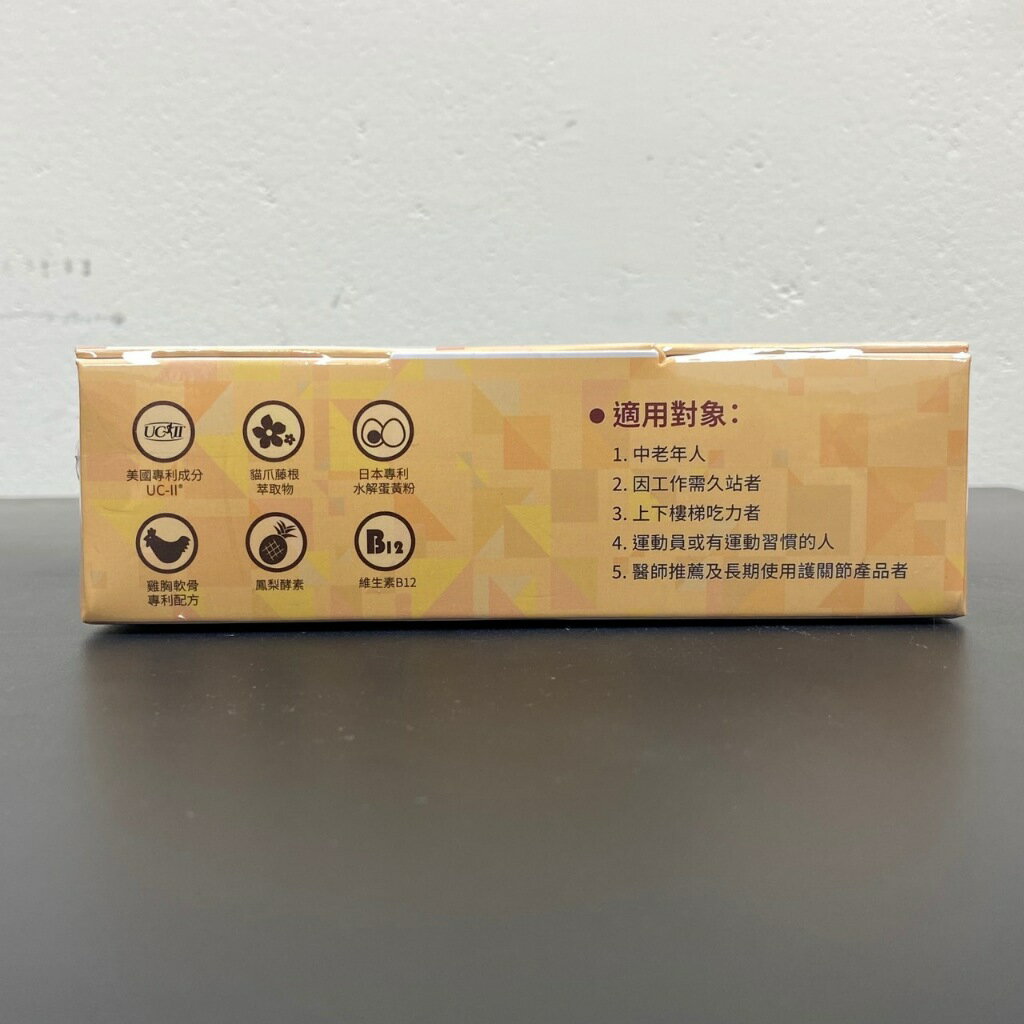 UC II
美國專利成分
UC-II®
貓爪藤根
萃取物
日本專利
水解蛋黃粉
雞胸軟骨
專利配方
鳳梨酵素
B12
維生素B12
● 適用對象：
1. 中老年人
2. 因工作需久站者
3. 上下樓梯吃力者
4. 運動員或有運動習慣的人
5. 醫師推薦及長期使用護關節產品者